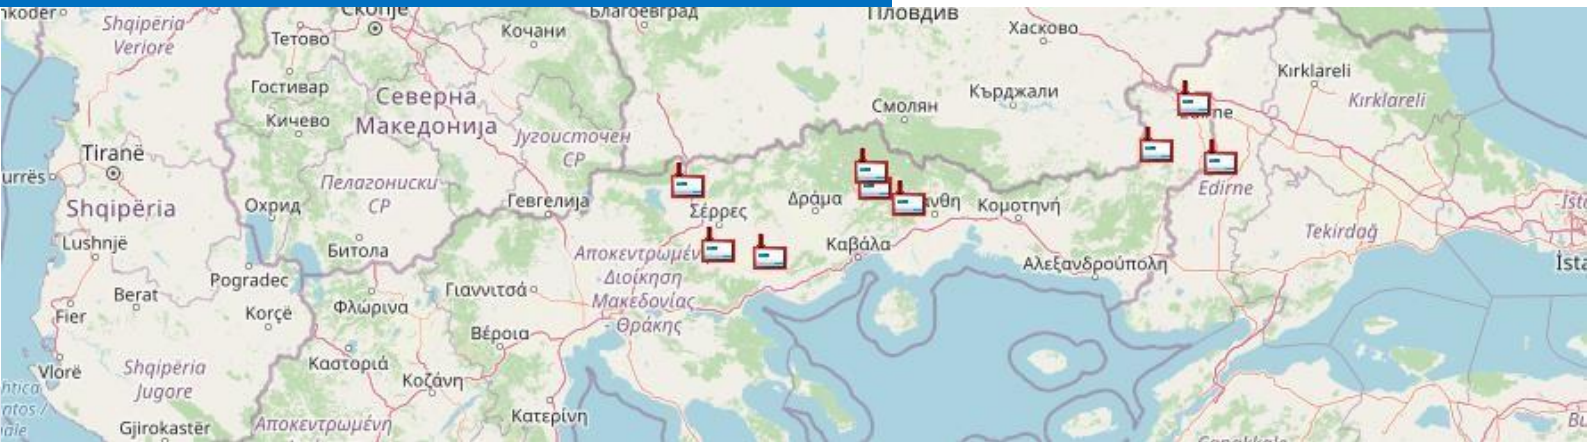 Скопје
Благоевград
Пловдив
Shqipëria
Veriore
Тетово
Кочани
Хасково
Гостивар
Северна
Македонија
Кичево
Југоисточен
СР
Смолян
Кърджали
Kırklareli
Kırklareli
Tiranë
Пелагониски
СР
Shqipëria
Охрид
Гевгелија
Σέρρες
Δράμα
Κομοτηνή
Edirne
Tekirdağ
Lushnjë
Битола
Καβάλα
Αλεξανδρούπολη
Pogradec
Διοίκηση
Μακεδονίας
- Θράκης
Berat
Γιαννιτσά
Fier
Korçë
Φλώρινα
Βέροια
Vlorë
Shqipëria
Jugore
Καστοριά
Κοζάνη
Gjirokastër
Αποκεντρωμένη
Κατερίνη